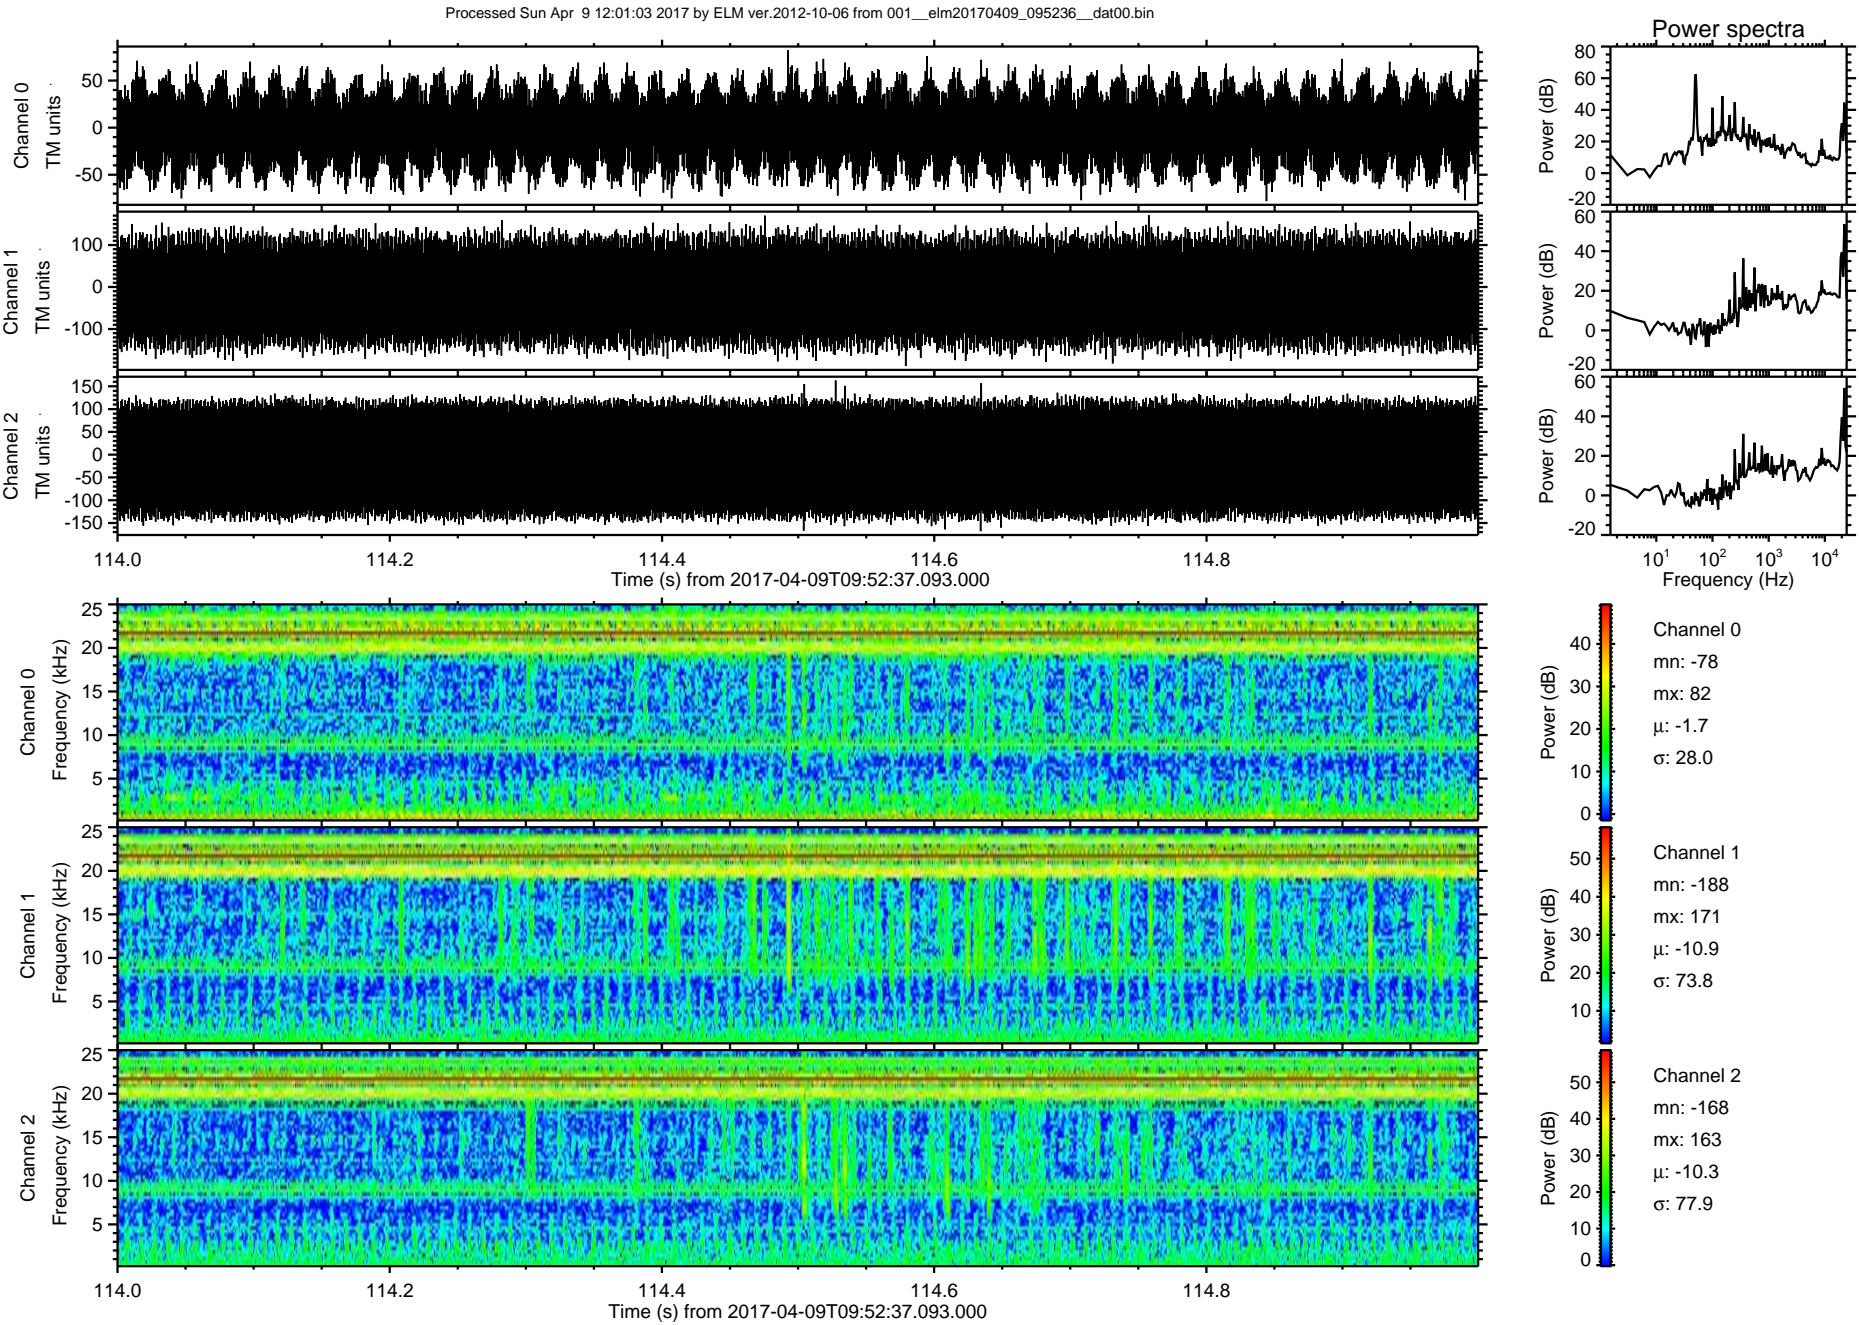 Processed Sun Apr  9 12:01:03 2017 by ELM ver.2012-10-06 from 001__elm20170409_095236__dat00.bin
Power spectra
Channel 0
TM units
50
0
-50
Power (dB)
80
60
40
20
0
-20
Channel 1
TM units
100
0
-100
Power (dB)
60
40
20
0
-20
Channel 2
TM units
150
100
50
0
-50
-100
-150
Power (dB)
60
40
20
0
-20
114.0 114.2 114.4 114.6 114.8
Time (s) from 2017-04-09T09:52:37.093.000
10¹ 10² 10³ 10⁴
Frequency (Hz)
Channel 0
Frequency (kHz)
25
20
15
10
5
Power (dB)
40
30
20
10
0
Channel 0
mn: -78
mx: 82
μ: -1.7
σ: 28.0
Channel 1
Frequency (kHz)
25
20
15
10
5
Power (dB)
50
40
30
20
10
Channel 1
mn: -188
mx: 171
μ: -10.9
σ: 73.8
Channel 2
Frequency (kHz)
25
20
15
10
5
Power (dB)
50
40
30
20
10
0
Channel 2
mn: -168
mx: 163
μ: -10.3
σ: 77.9
114.0 114.2 114.4 114.6 114.8
Time (s) from 2017-04-09T09:52:37.093.000